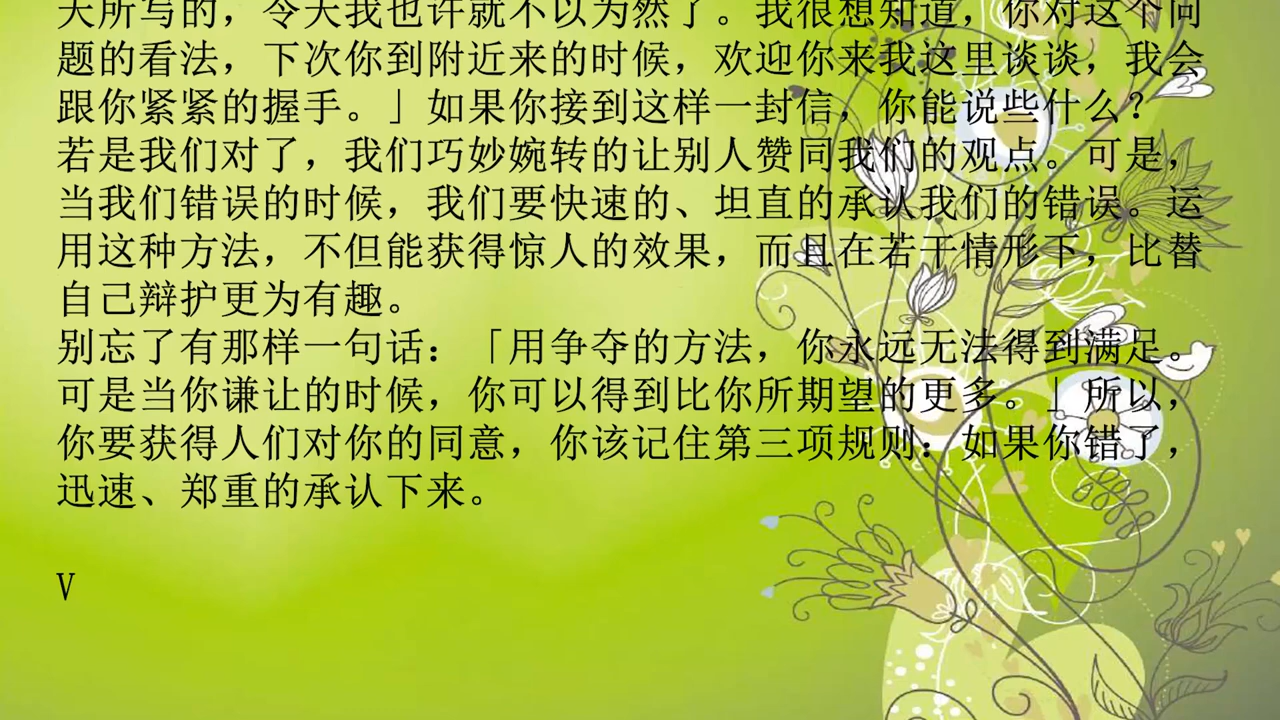 天所写的，令天我也许就不以为然了。我很想知道，你对这个问
题的看法，下次你到附近来的时候，欢迎你来我这里谈谈，我会
跟你紧紧的握手。」如果你接到这样一封信，你能说些什么？
若是我们对了，我们巧妙婉转的让别人赞同我们的观点。可是，
当我们错误的时候，我们要快速的、坦直的承认我们的错误。运
用这种方法，不但能获得惊人的效果，而且在若干情形下，比替
自己辩护更为有趣。
别忘了有那样一句话：「用争夺的方法，你永远无法得到满足。
可是当你谦让的时候，你可以得到比你所期望的更多。」所以，
你要获得人们对你的同意，你该记住第三项规则：如果你错了，
迅速、郑重的承认下来。
V